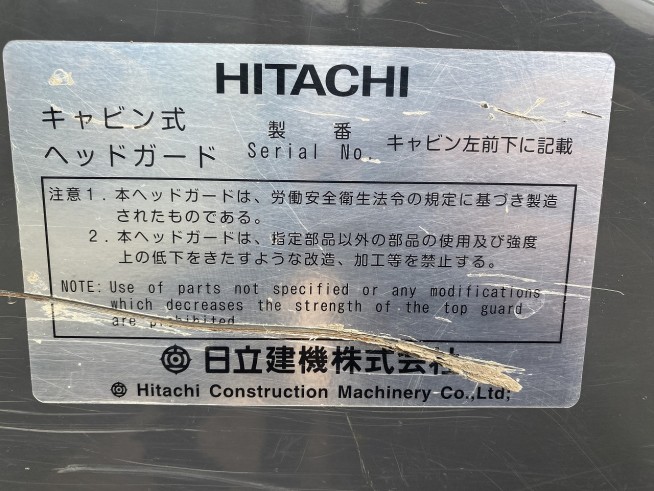 HITACHI
キャビン式
ヘッドガード
製 番
Serial No.
キャビン左前下に記載
注意1.本ヘッドガードは、労働安全衛生法令の規定に基づき製造
されたものである。
2.本ヘッドガードは、指定部品以外の部品の使用及び強度
上の低下をきたすような改造、加工等を禁止する。
NOTE: Use of parts not specified or any modifications
which decreases the strength of the top guard
are prohibited
日立建機株式会社
Hitachi Construction Machinery Co.,Ltd;